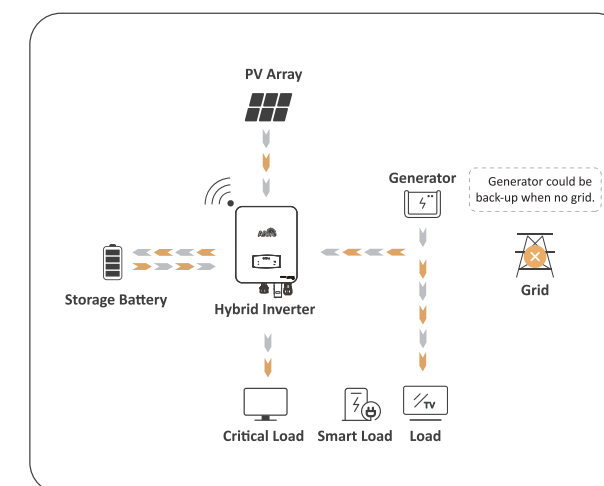 PV Array
Generator
Generator could be
back-up when no grid.
Storage Battery
Hybrid Inverter
Grid
Critical Load
Smart Load
Load
TV